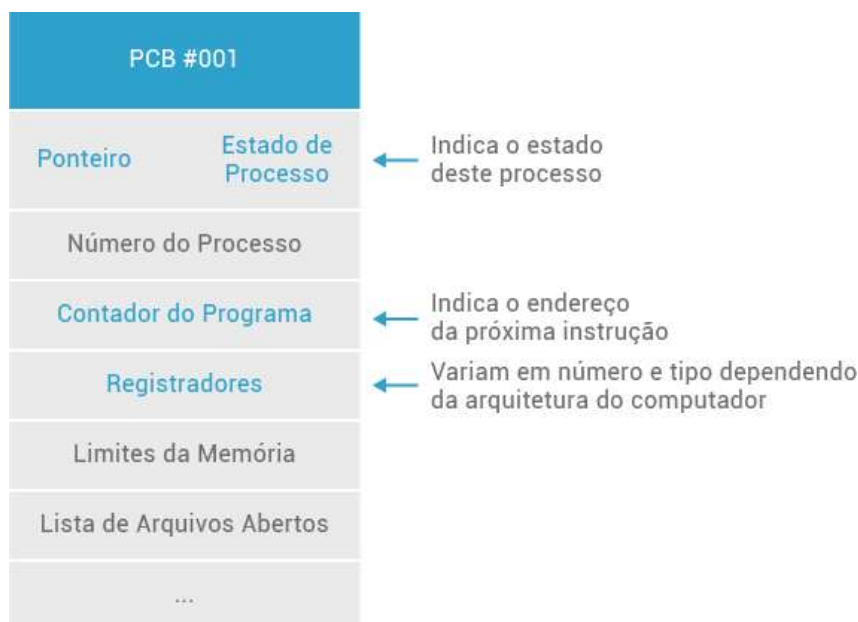 PCB #001
Ponteiro
Estado de
Processo
Indica o estado
deste processo
Número do Processo
Contador do Programa
Indica o endereço
da próxima instrução
Registradores
Variam em número e tipo dependendo
da arquitetura do computador
Limites da Memória
Lista de Arquivos Abertos
...